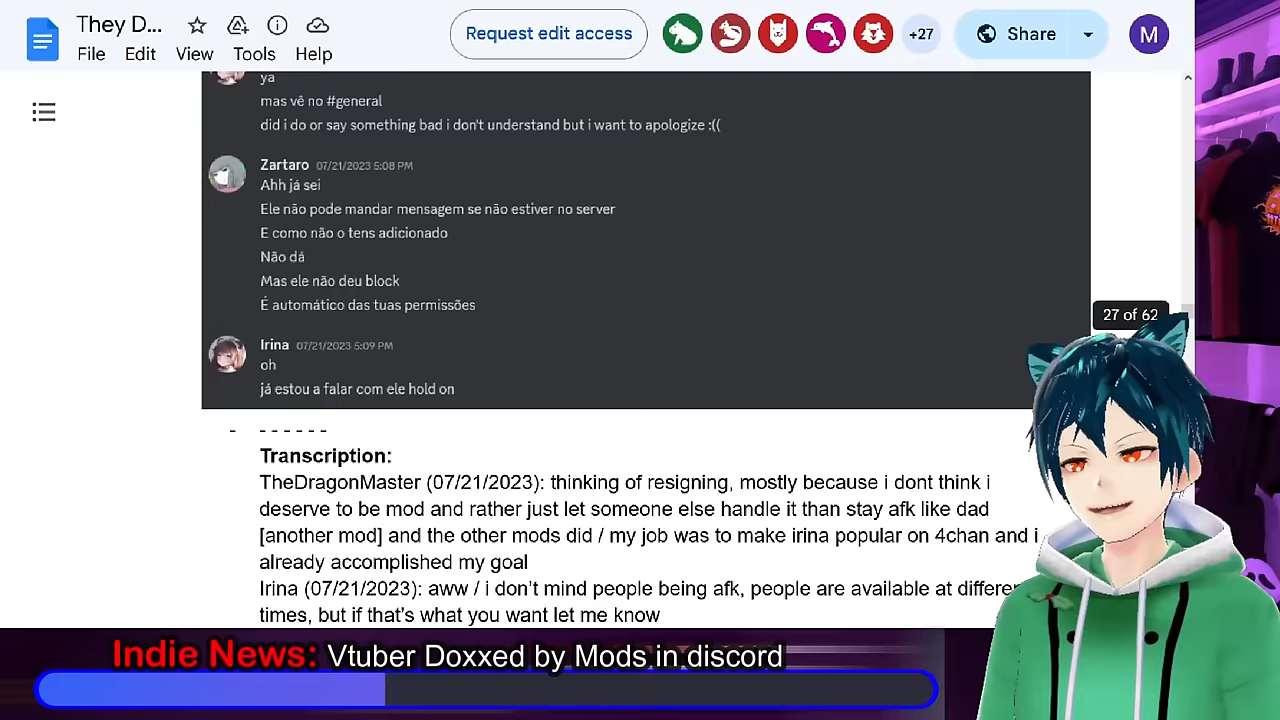 They D...
Request edit access
+27
Share
M
File Edit View Tools Help
ya
mas vê no #general
did i do or say something bad i don't understand but i want to apologize :((
Zartaro 07/21/2023 5:08 PM
Ahh já sei
Ele não pode mandar mensagem se não estiver no server
E como não o tens adicionado
Não dá
Mas ele não deu block
É automático das tuas permissões
27 of 62
Irina 07/21/2023 5:09 PM
oh
já estou a falar com ele hold on
- - - - - - -
Transcription:
TheDragonMaster (07/21/2023): thinking of resigning, mostly because i dont think i
deserve to be mod and rather just let someone else handle it than stay afk like dad
[another mod] and the other mods did / my job was to make irina popular on 4chan and i
already accomplished my goal
Irina (07/21/2023): aww / i don't mind people being afk, people are available at
times, but if that's what you want let me know
Indie News: Vtuber Doxxed by Mods in discord